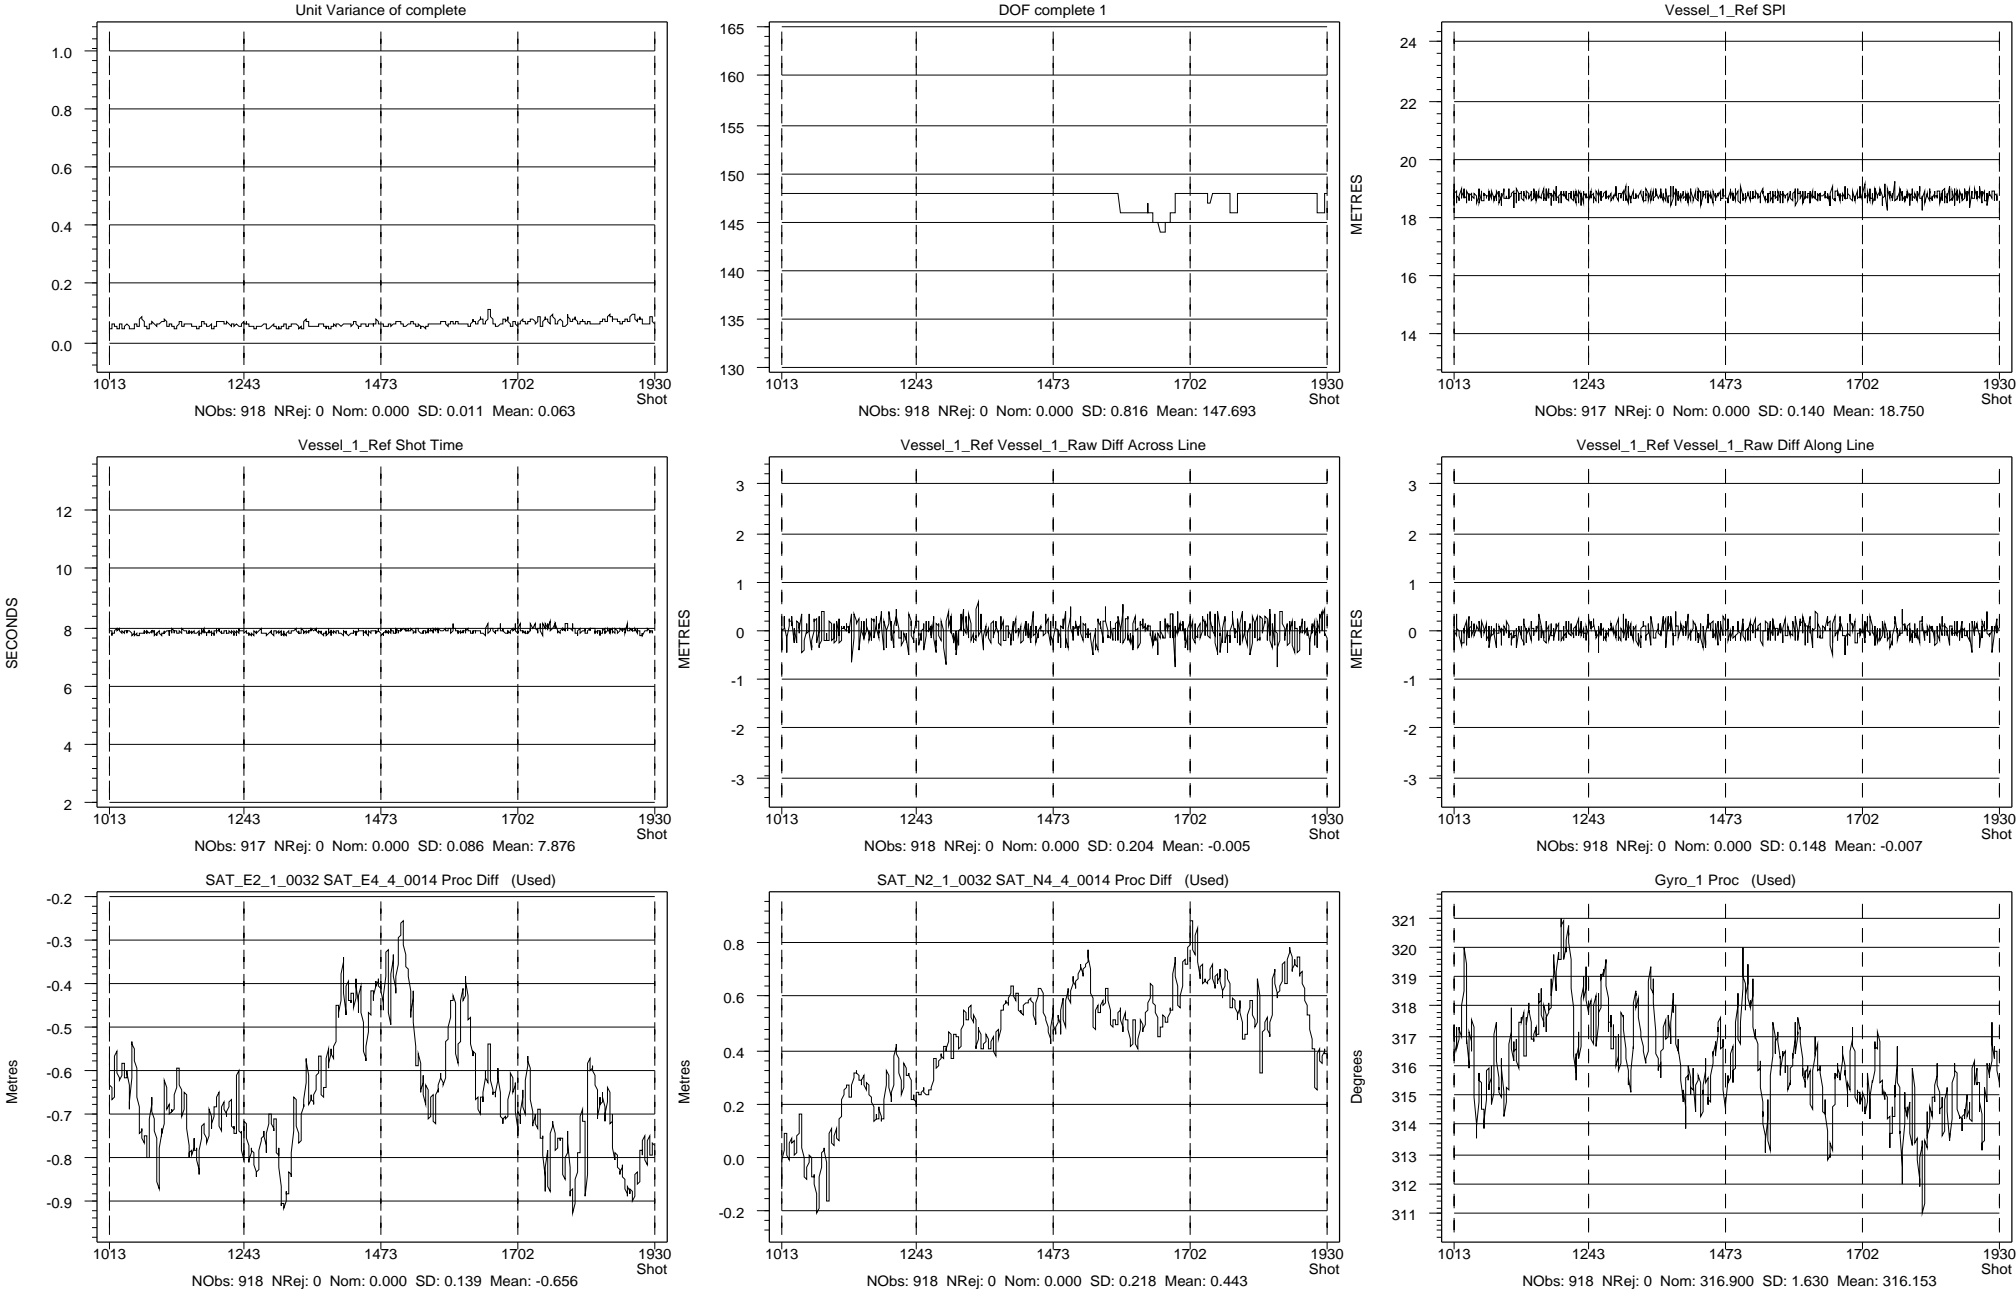 Unit Variance of complete
1.0
0.8
0.6
0.4
0.2
0.0
1013 1243 1473 1702 1930
Shot
NObs: 918 NRej: 0 Nom: 0.000 SD: 0.011 Mean: 0.063
DOF complete 1
165
160
155
150
145
140
135
130
1013 1243 1473 1702 1930
Shot
NObs: 918 NRej: 0 Nom: 0.000 SD: 0.816 Mean: 147.693
Vessel_1_Ref SPI
METRES
24
22
20
18
16
14
1013 1243 1473 1702 1930
Shot
NObs: 917 NRej: 0 Nom: 0.000 SD: 0.140 Mean: 18.750
Vessel_1_Ref Shot Time
SECONDS
12
10
8
6
4
2
1013 1243 1473 1702 1930
Shot
NObs: 917 NRej: 0 Nom: 0.000 SD: 0.086 Mean: 7.876
Vessel_1_Ref Vessel_1_Raw Diff Across Line
METRES
3
2
1
0
-1
-2
-3
1013 1243 1473 1702 1930
Shot
NObs: 918 NRej: 0 Nom: 0.000 SD: 0.204 Mean: -0.005
Vessel_1_Ref Vessel_1_Raw Diff Along Line
METRES
3
2
1
0
-1
-2
-3
1013 1243 1473 1702 1930
Shot
NObs: 918 NRej: 0 Nom: 0.000 SD: 0.148 Mean: -0.007
SAT_E2_1_0032 SAT_E4_4_0014 Proc Diff (Used)
Metres
-0.2
-0.3
-0.4
-0.5
-0.6
-0.7
-0.8
-0.9
1013 1243 1473 1702 1930
Shot
NObs: 918 NRej: 0 Nom: 0.000 SD: 0.139 Mean: -0.656
SAT_N2_1_0032 SAT_N4_4_0014 Proc Diff (Used)
Metres
0.8
0.6
0.4
0.2
0.0
-0.2
1013 1243 1473 1702 1930
Shot
NObs: 918 NRej: 0 Nom: 0.000 SD: 0.218 Mean: 0.443
Gyro_1 Proc (Used)
Degrees
321
320
319
318
317
316
315
314
313
312
311
1013 1243 1473 1702 1930
Shot
NObs: 918 NRej: 0 Nom: 316.900 SD: 1.630 Mean: 316.153